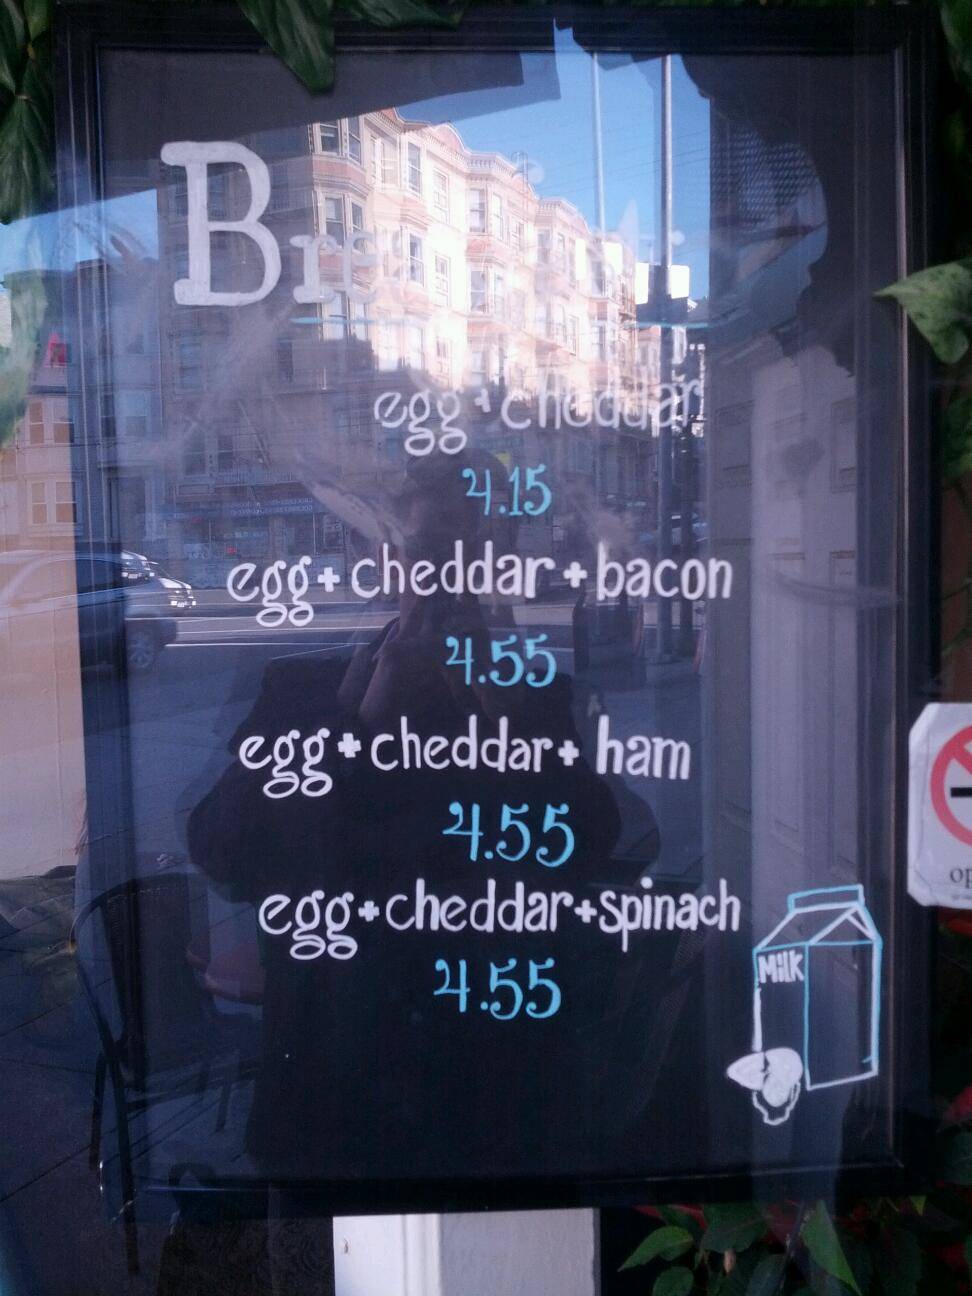 egg + cheddar
4.15
egg + cheddar + bacon
4.55
egg + cheddar + ham
4.55
egg + cheddar + spinach
4.55
Milk